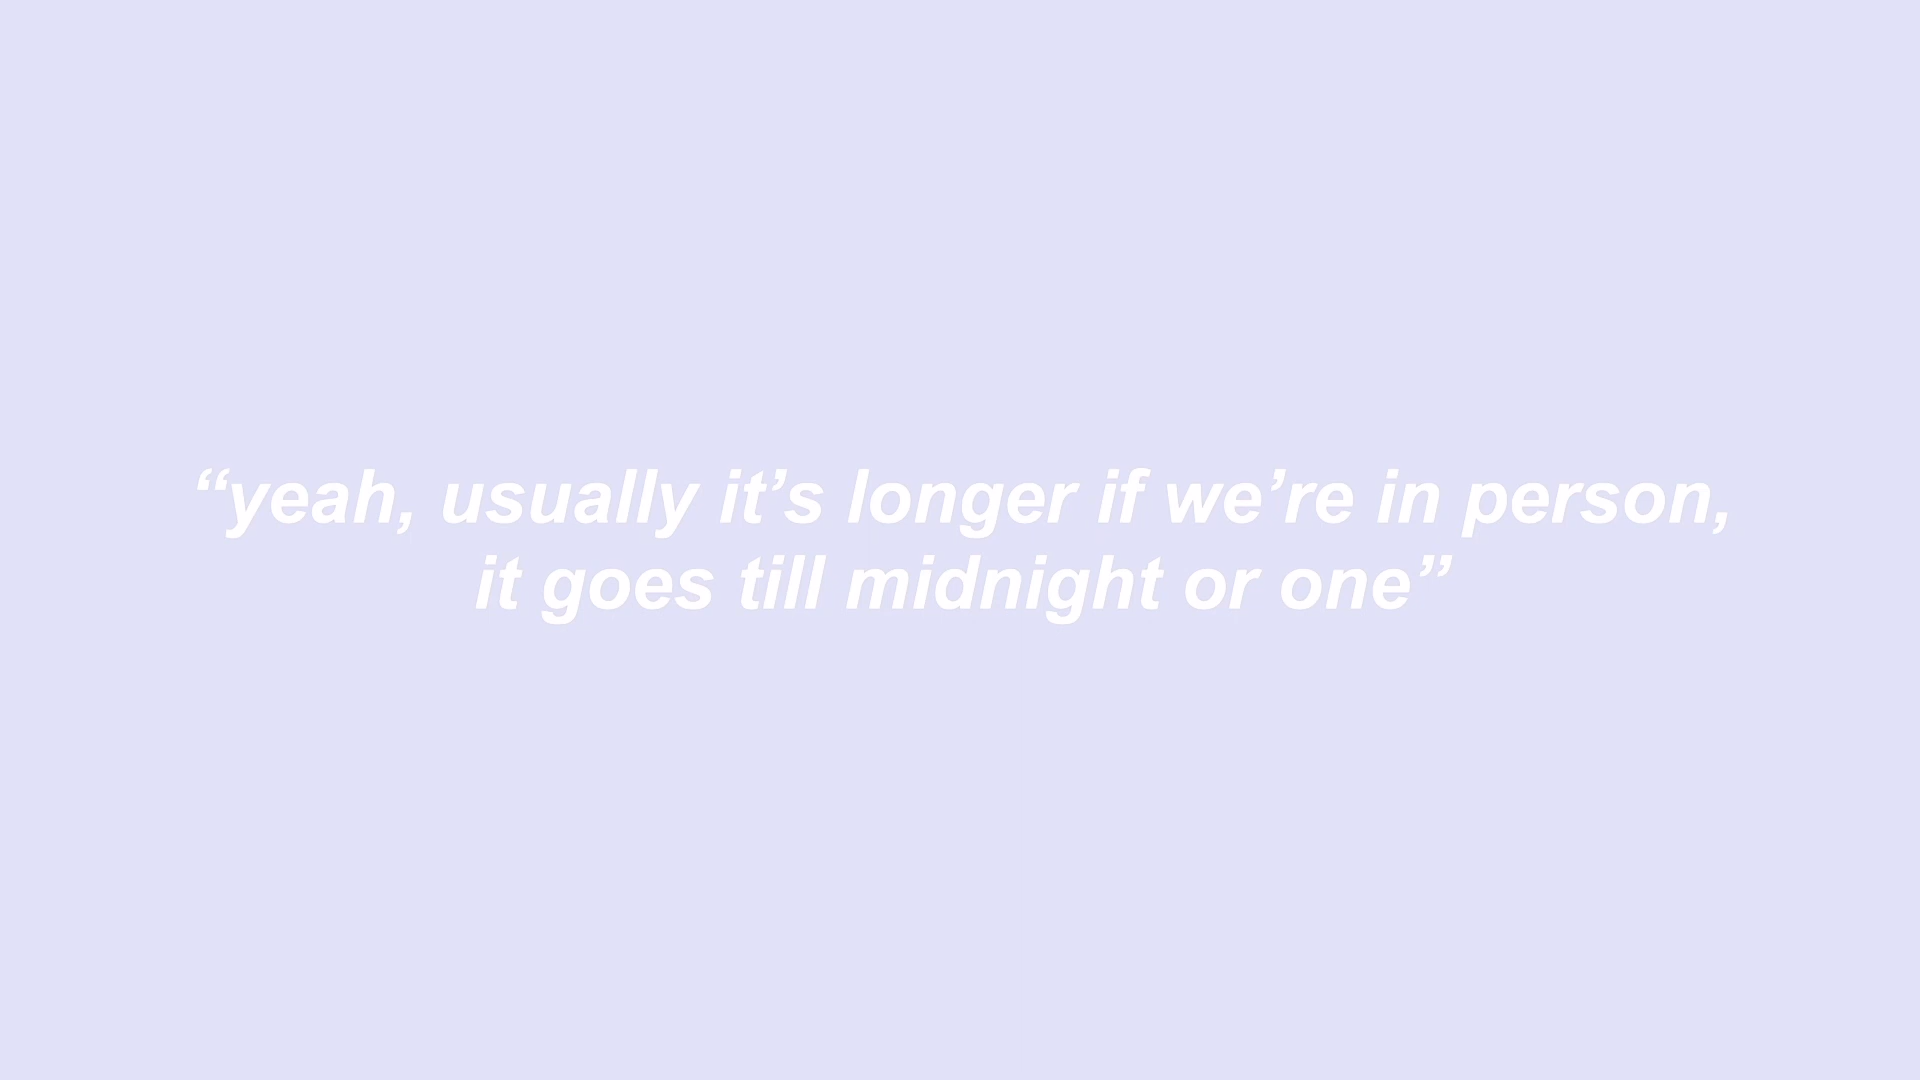 “yeah, usually it’s longer if we’re in person,
it goes till midnight or one”